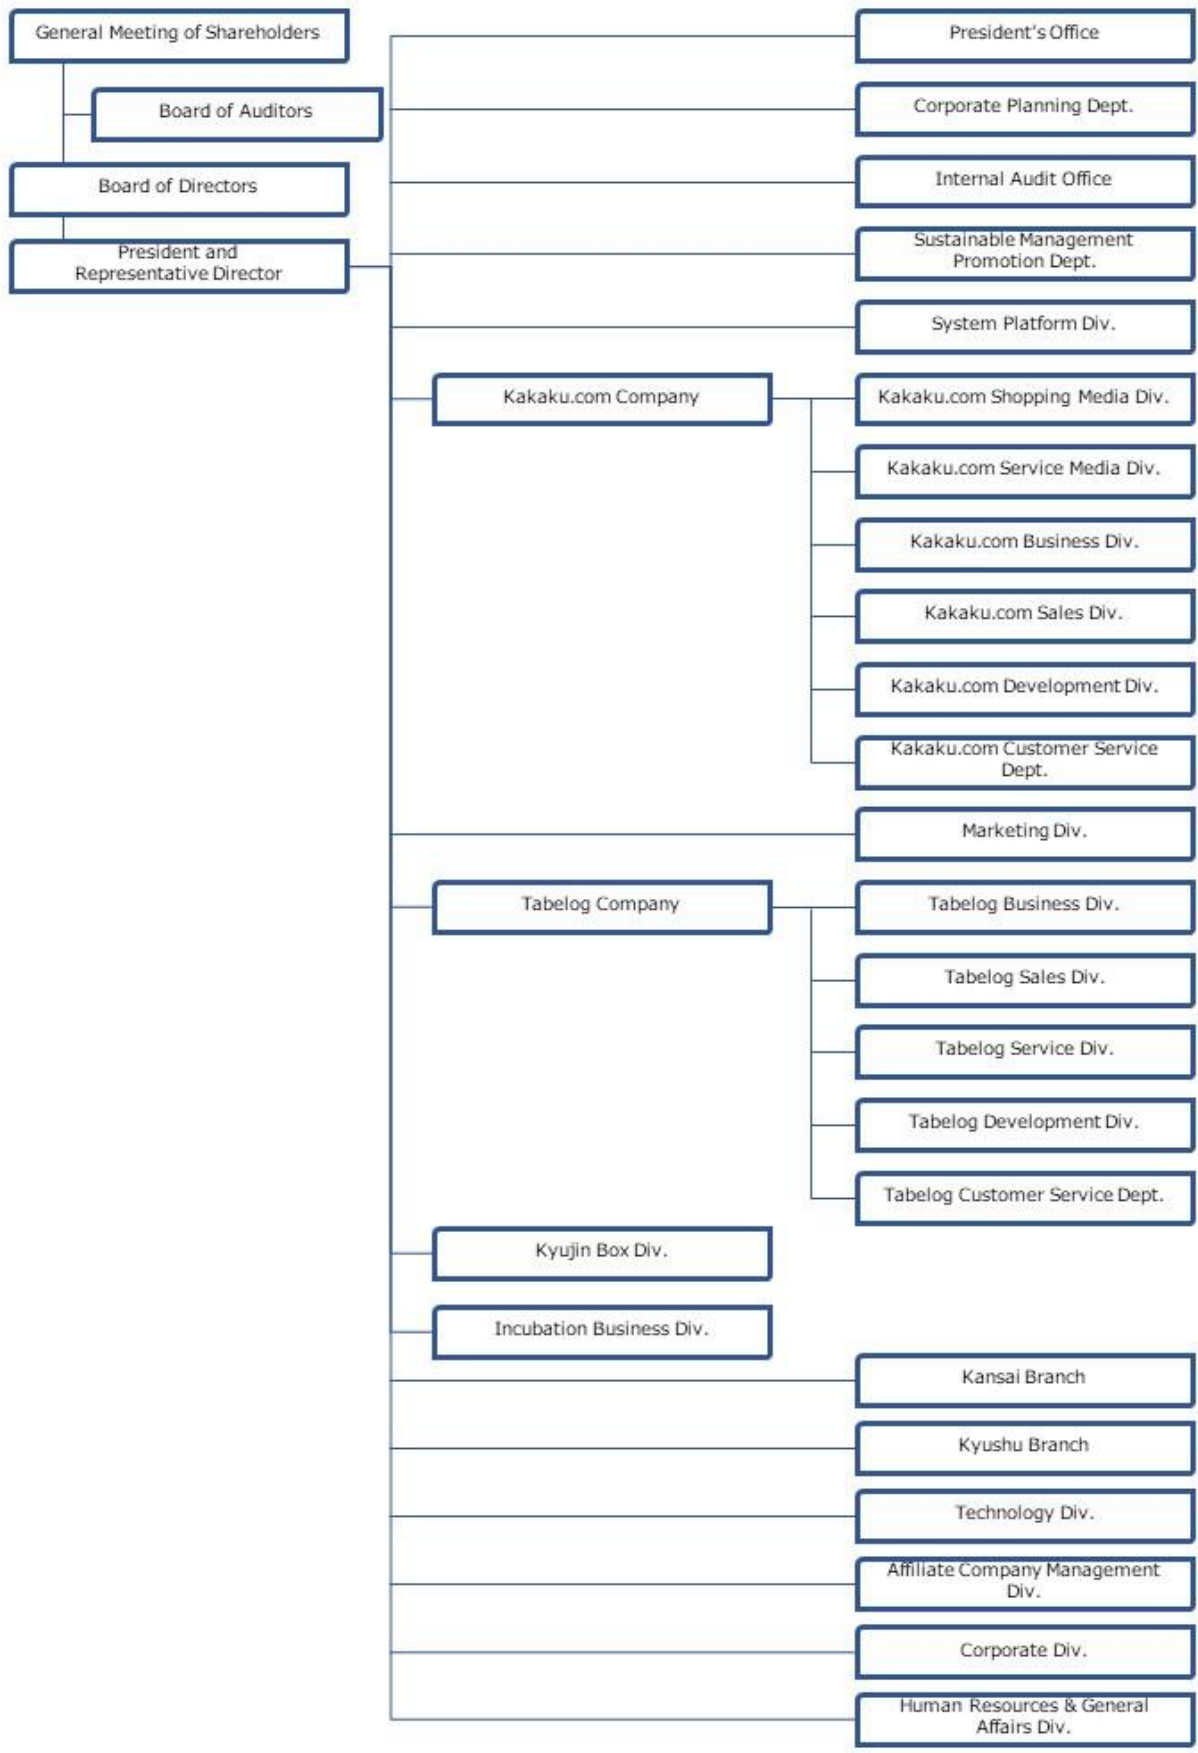 General Meeting of Shareholders
Board of Auditors
Board of Directors
President and
Representative Director
President's Office
Corporate Planning Dept.
Internal Audit Office
Sustainable Management
Promotion Dept.
System Platform Div.
Kakaku.com Company
Kakaku.com Shopping Media Div.
Kakaku.com Service Media Div.
Kakaku.com Business Div.
Kakaku.com Sales Div.
Kakaku.com Development Div.
Kakaku.com Customer Service
Dept.
Marketing Div.
Tabelog Company
Tabelog Business Div.
Tabelog Sales Div.
Tabelog Service Div.
Tabelog Development Div.
Tabelog Customer Service Dept.
Kyujin Box Div.
Incubation Business Div.
Kansai Branch
Kyushu Branch
Technology Div.
Affiliate Company Management
Div.
Corporate Div.
Human Resources & General
Affairs Div.